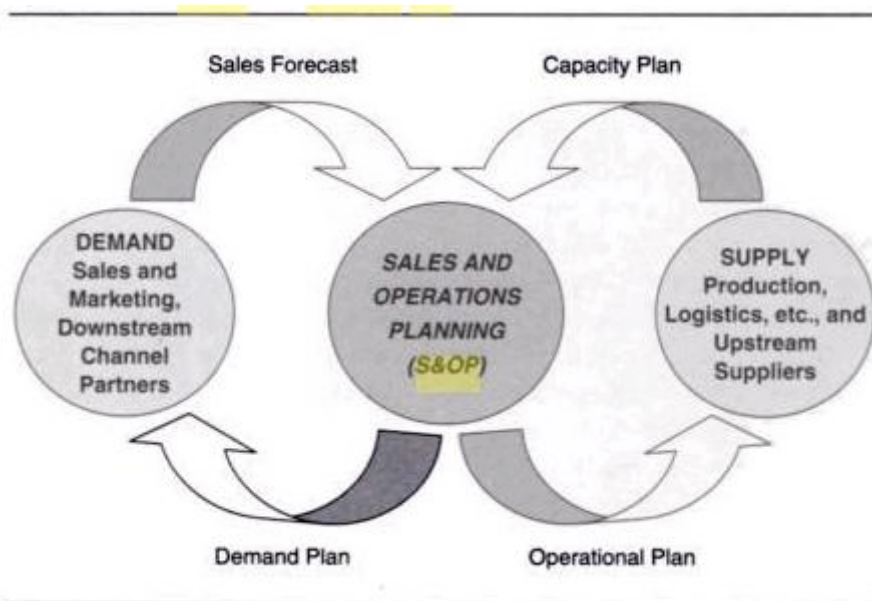 Sales Forecast
Capacity Plan
DEMAND
Sales and
Marketing,
Downstream
Channel
Partners
SALES AND
OPERATIONS
PLANNING
(S&OP)
SUPPLY
Production,
Logistics, etc., and
Upstream
Suppliers
Demand Plan
Operational Plan